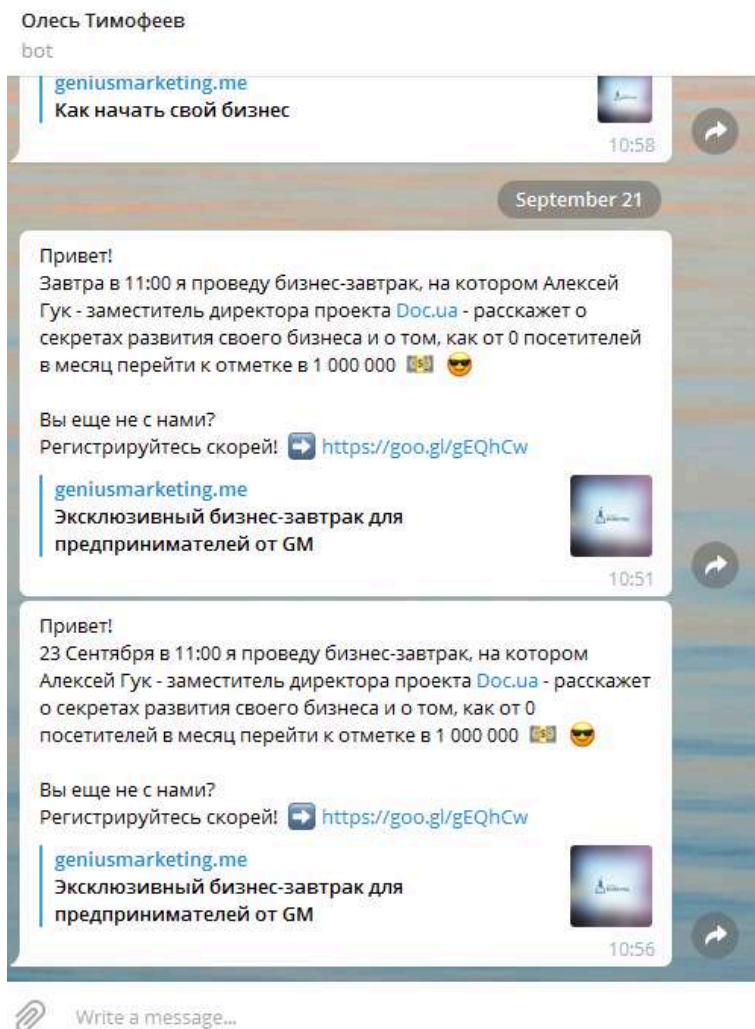 Олесь Тимофеев
bot
geniusmarketing.me
Как начать свой бизнес
10:58
September 21
Привет!
Завтра в 11:00 я проведу бизнес-завтрак, на котором Алексей
Гук - заместитель директора проекта Doc.ua - расскажет о
секретах развития своего бизнеса и о том, как от 0 посетителей
в месяц перейти к отметке в 1 000 000 💵 😎
Вы еще не с нами?
Регистрируйтесь скорей! ➡️ https://goo.gl/gEQhCw
geniusmarketing.me
Эксклюзивный бизнес-завтрак для
предпринимателей от GM
10:51
Привет!
23 Сентября в 11:00 я проведу бизнес-завтрак, на котором
Алексей Гук - заместитель директора проекта Doc.ua - расскажет
о секретах развития своего бизнеса и о том, как от 0
посетителей в месяц перейти к отметке в 1 000 000 💵 😎
Вы еще не с нами?
Регистрируйтесь скорей! ➡️ https://goo.gl/gEQhCw
geniusmarketing.me
Эксклюзивный бизнес-завтрак для
предпринимателей от GM
10:56
Write a message...